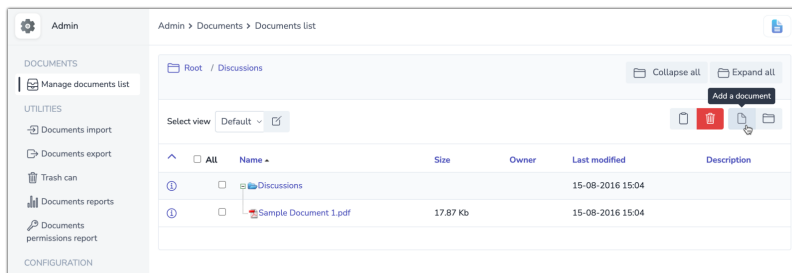 Admin
Admin > Documents > Documents list
DOCUMENTS
Manage documents list
UTILITIES
Documents import
Documents export
Trash can
Documents reports
Documents
permissions report
CONFIGURATION
Root / Discussions
Collapse all
Expand all
Add a document
Select view Default
All Name Size Owner Last modified Description
Discussions 15-08-2016 15:04
Sample Document 1.pdf 17.87 Kb 15-08-2016 15:04